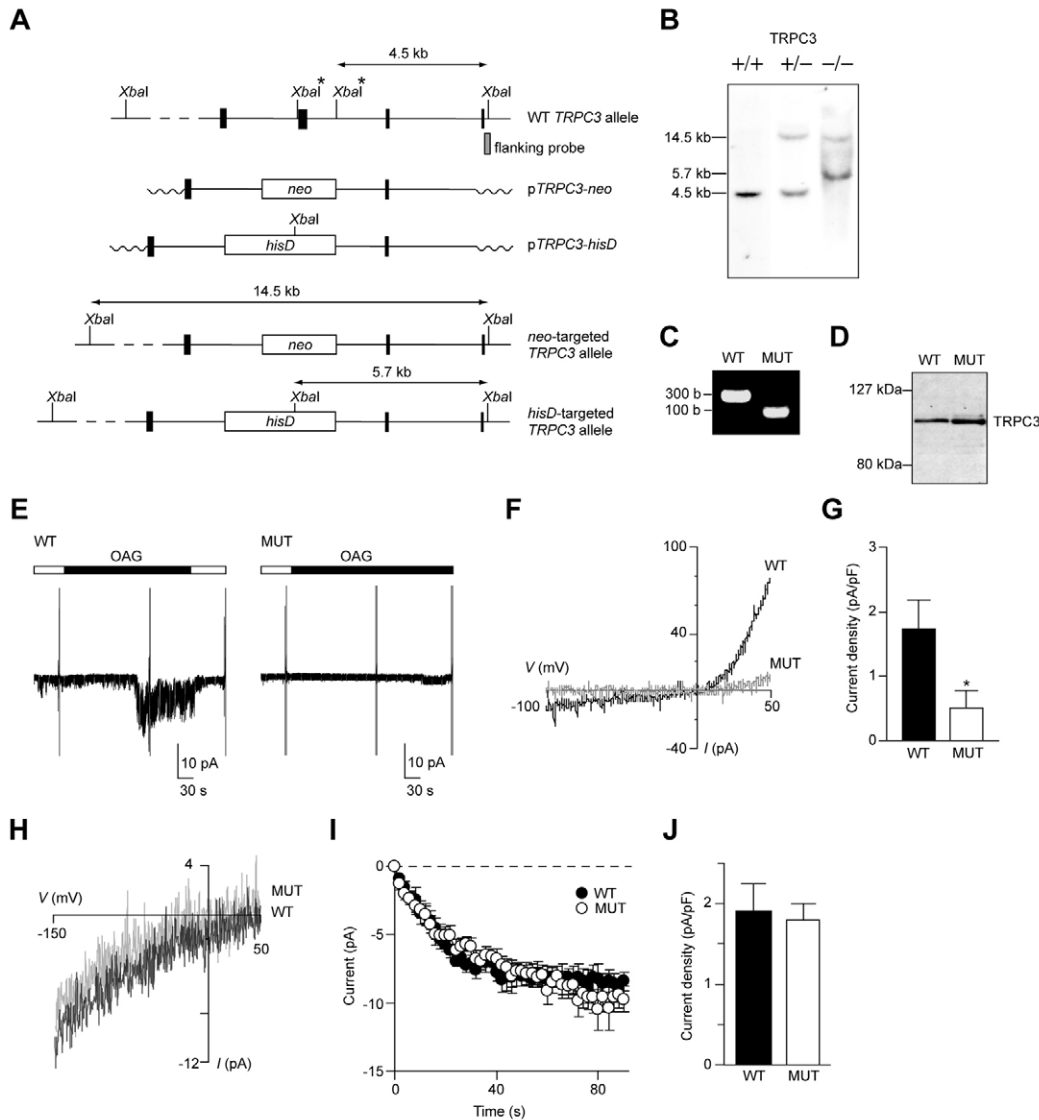 A
4.5 kb
XbaI
XbaI*
XbaI*
XbaI
WT TRPC3 allele
flanking probe
neo
pTRPC3-neo
XbaI
hisD
pTRPC3-hisD
14.5 kb
XbaI
XbaI
neo
neo-targeted
TRPC3 allele
5.7 kb
XbaI
XbaI
XbaI
hisD
hisD-targeted
TRPC3 allele
B
TRPC3
+/+ +/− −/−
14.5 kb
5.7 kb
4.5 kb
C
WT MUT
300 b
100 b
D
WT MUT
127 kDa
TRPC3
80 kDa
E
WT
OAG
10 pA
30 s
MUT
OAG
10 pA
30 s
F
100
80
WT
40
V (mV)
MUT
-100
50
-40
I (pA)
G
Current density (pA/pF)
3
2
1
0
*
WT MUT
H
4
V (mV)
MUT
WT
-150
50
-12
I (pA)
I
Current (pA)
0
-5
-10
-15
WT
MUT
0 40 80
Time (s)
J
Current density (pA/pF)
2
1
0
WT MUT